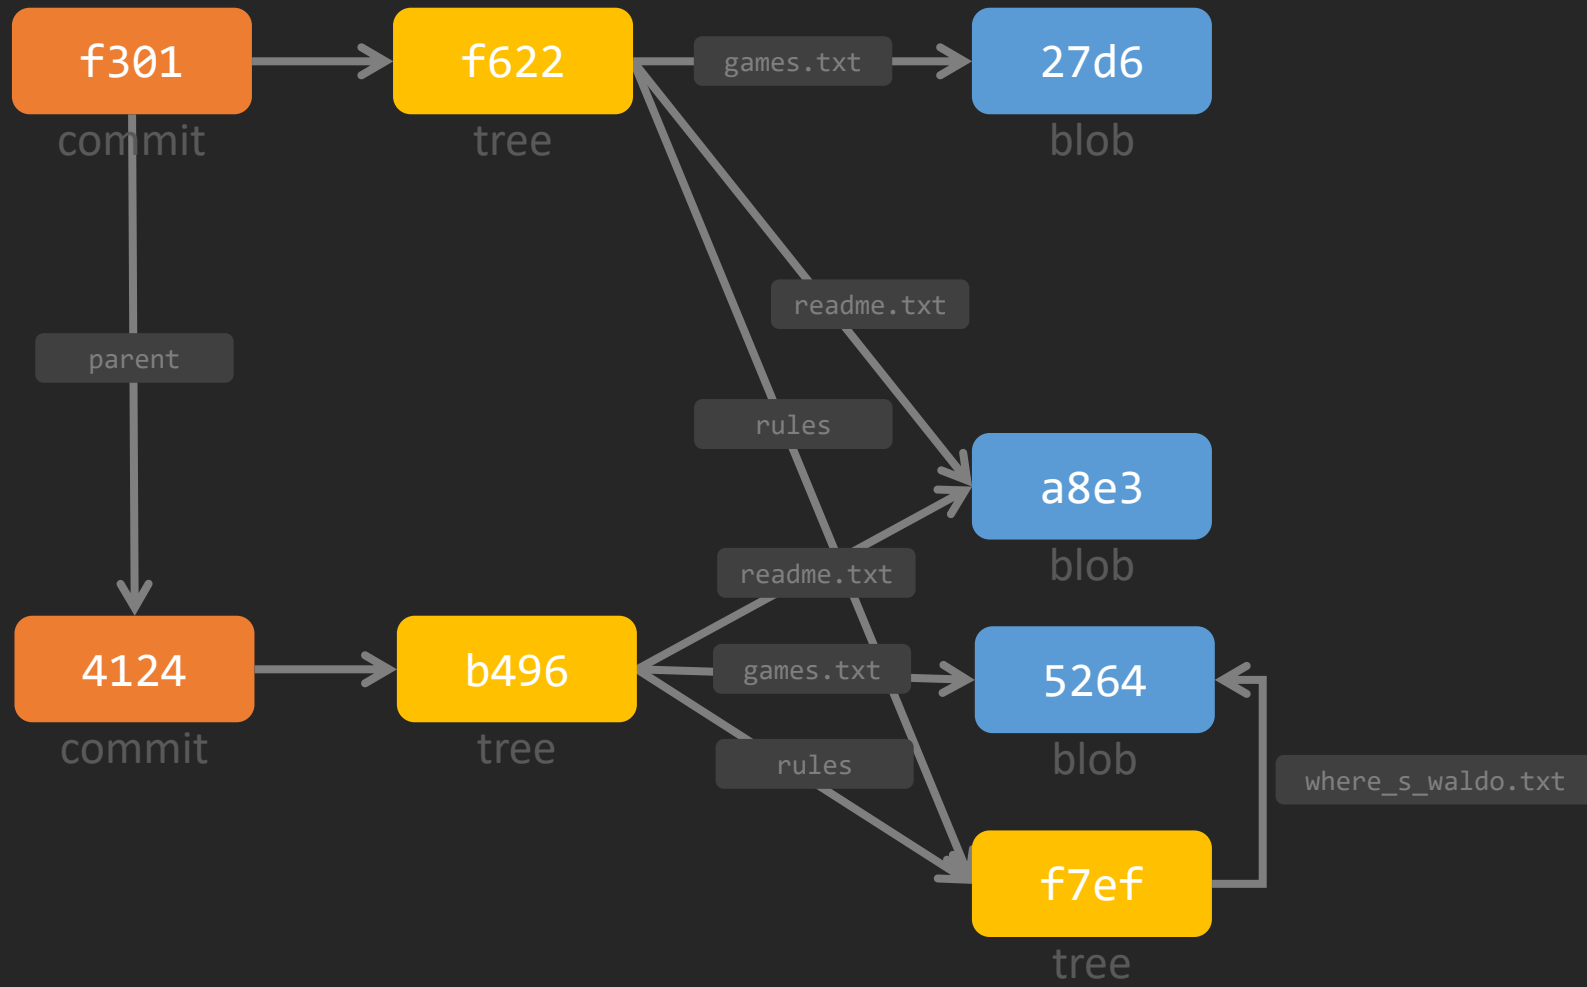 f301
commit
f622
tree
games.txt
27d6
blob
readme.txt
parent
rules
a8e3
blob
readme.txt
4124
commit
b496
tree
games.txt
5264
blob
rules
where_s_waldo.txt
f7ef
tree